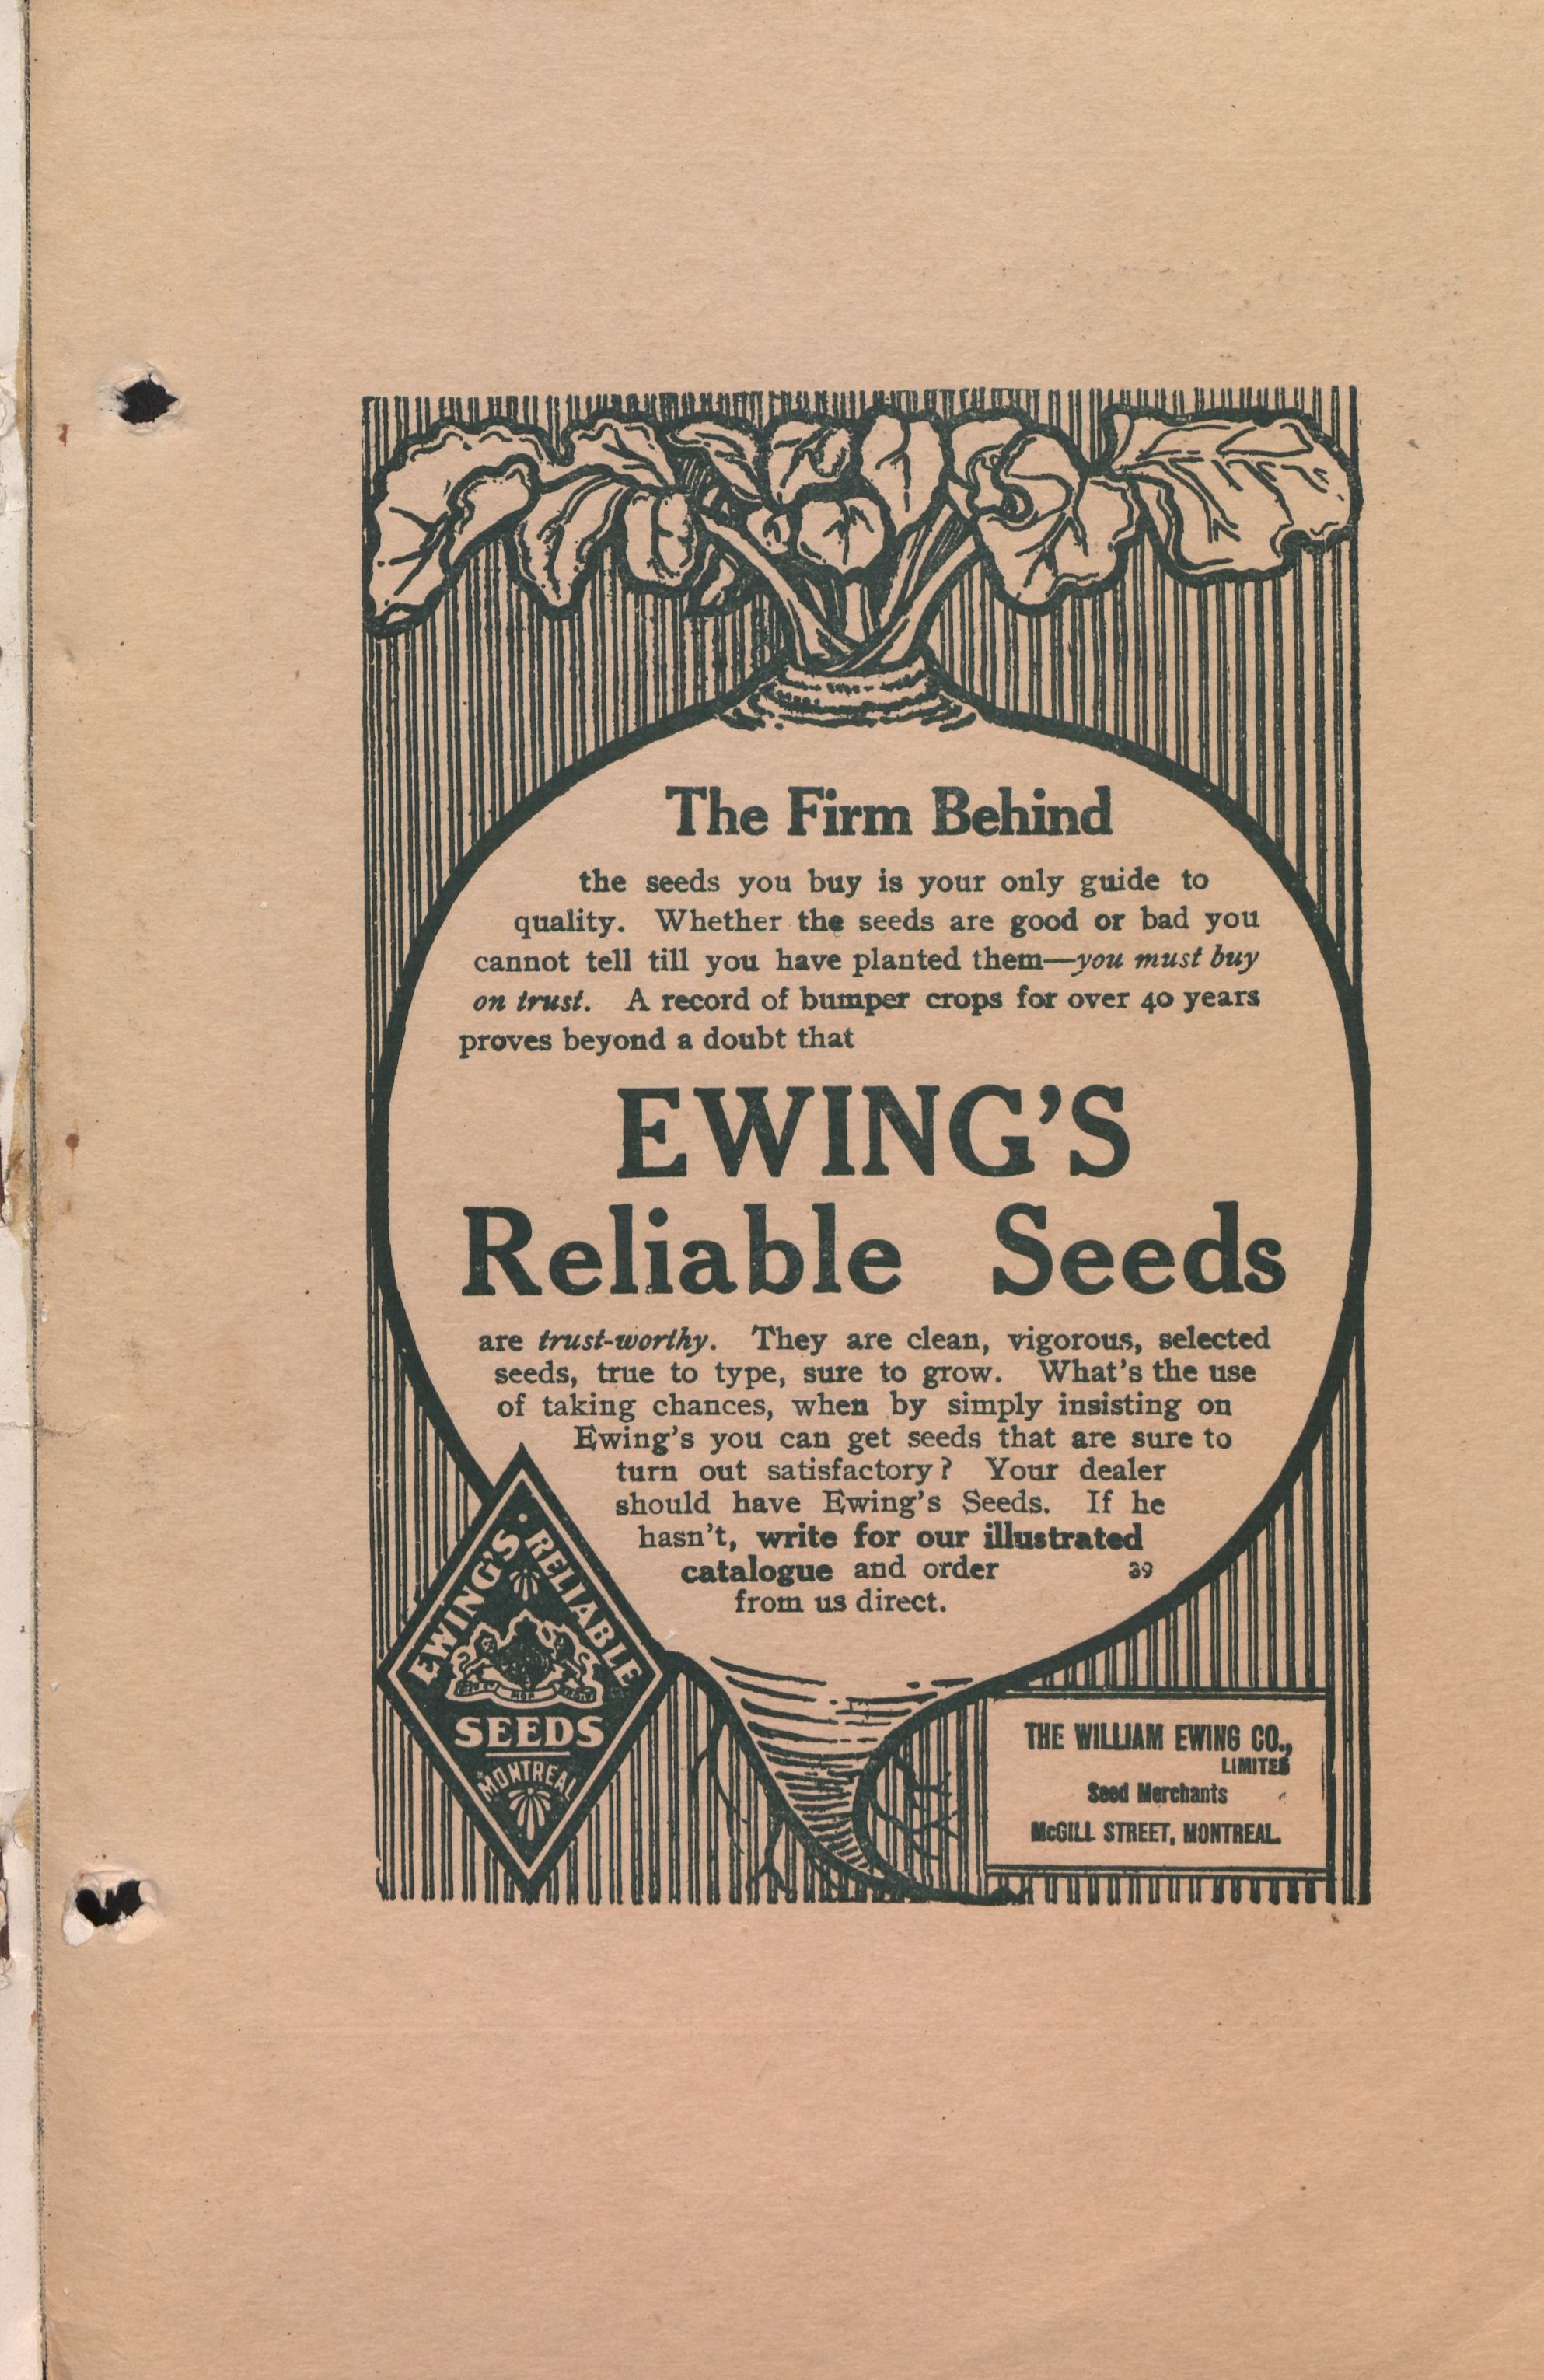 The Firm Behind
the seeds you buy is your only guide to
quality. Whether the seeds are good or bad you
cannot tell till you have planted them—you must buy
on trust. A record of bumper crops for over 40 years
proves beyond a doubt that
EWING'S
Reliable Seeds
are trust-worthy. They are clean, vigorous, selected
seeds, true to type, sure to grow. What's the use
of taking chances, when by simply insisting on
Ewing's you can get seeds that are sure to
turn out satisfactory? Your dealer
should have Ewing's Seeds. If he
hasn't, write for our illustrated
catalogue and order 39
from us direct.
EWING'S · RELIABLE
SEEDS
MONTREAL
THE WILLIAM EWING CO.,
LIMITED
Seed Merchants
McGILL STREET, MONTREAL.